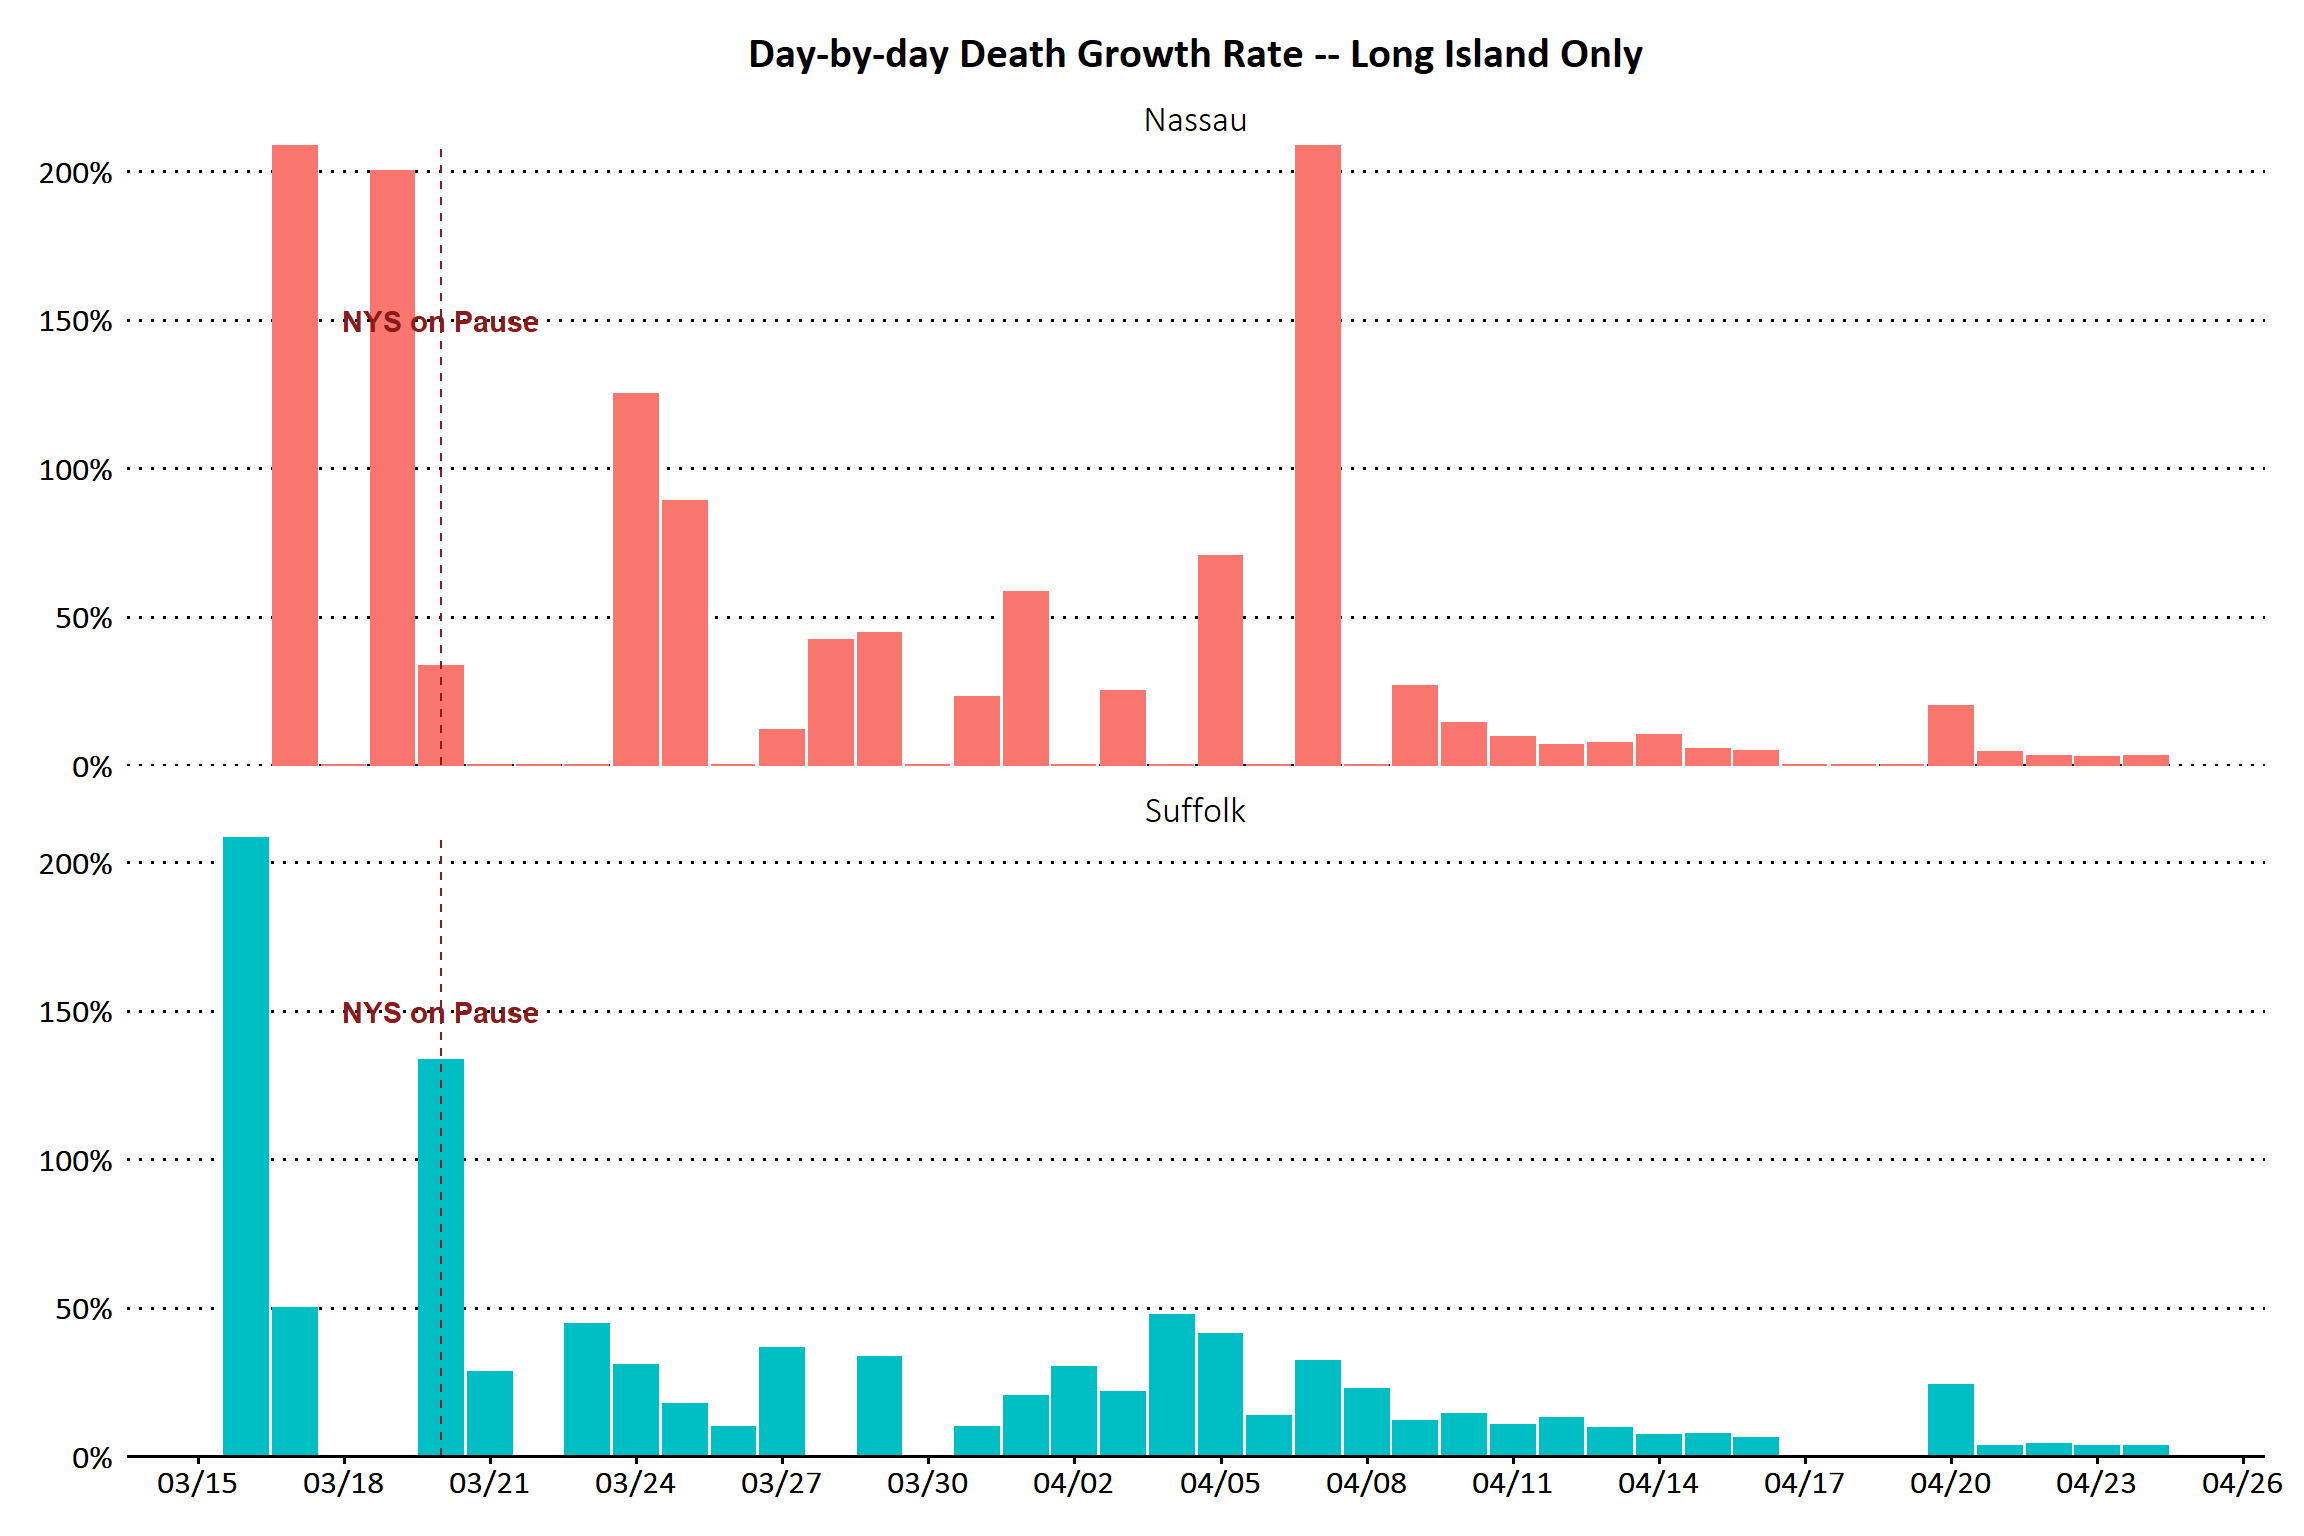 Day-by-day Death Growth Rate -- Long Island Only
Nassau
200%
150%
NYS on Pause
100%
50%
0%
Suffolk
200%
150%
NYS on Pause
100%
50%
0%
03/15 03/18 03/21 03/24 03/27 03/30 04/02 04/05 04/08 04/11 04/14 04/17 04/20 04/23 04/26